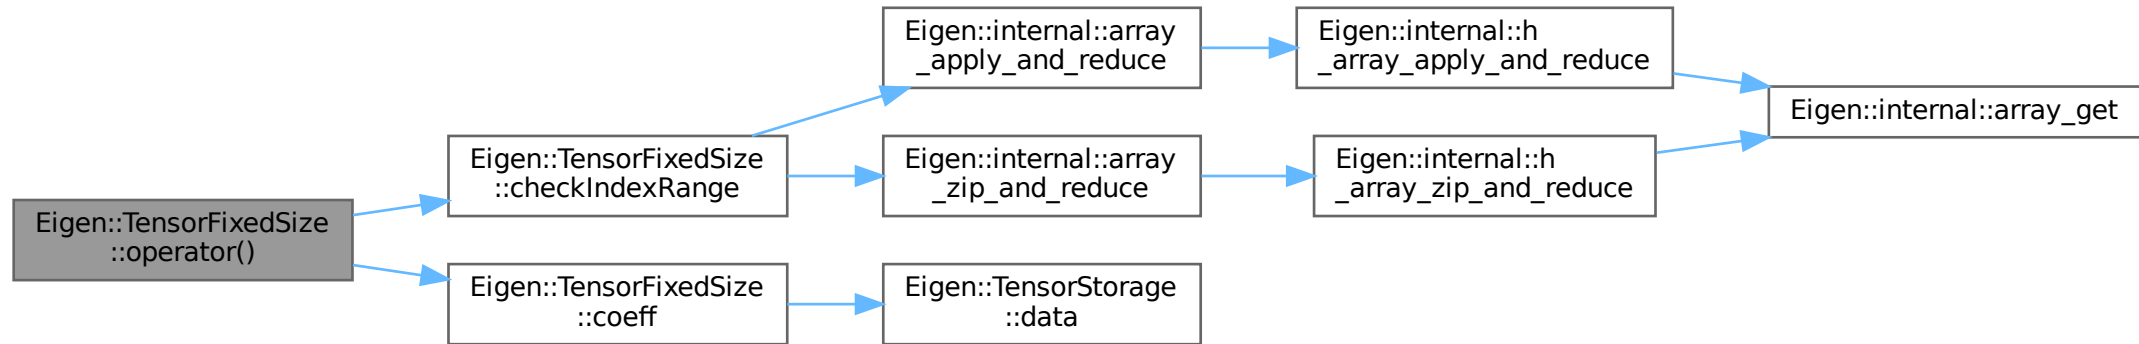 Eigen::TensorFixedSize
::operator()
Eigen::TensorFixedSize
::checkIndexRange
Eigen::internal::array
_apply_and_reduce
Eigen::internal::h
_array_apply_and_reduce
Eigen::internal::array_get
Eigen::internal::array
_zip_and_reduce
Eigen::internal::h
_array_zip_and_reduce
Eigen::TensorFixedSize
::coeff
Eigen::TensorStorage
::data